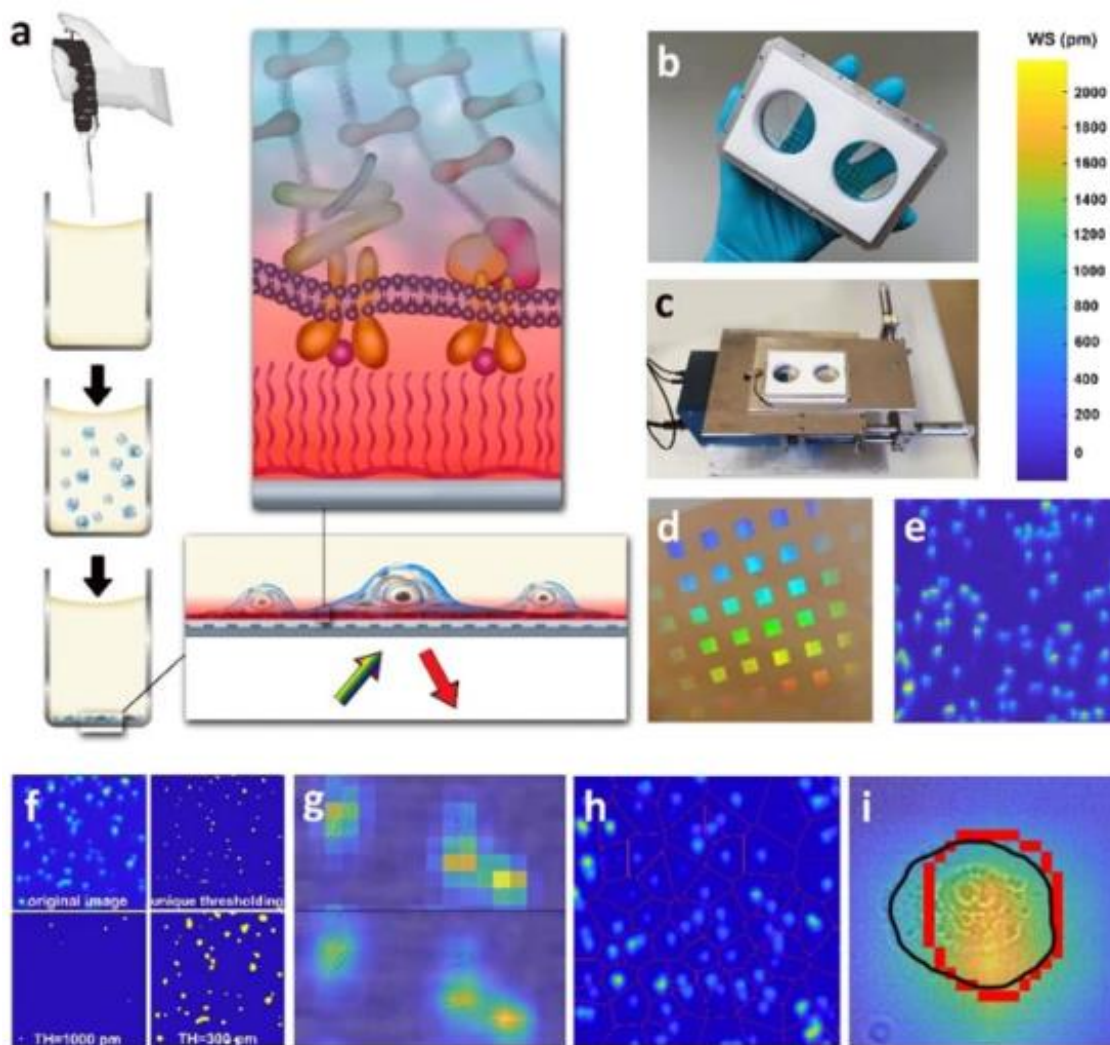 a
b
WS (pm)
2000
1800
1600
1400
1200
1000
800
600
400
200
0
c
d
e
f
original image
unique thresholding
TH=1000 pm
TH=300 pm
g
h
i